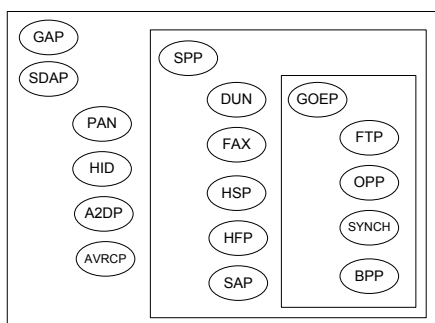 GAP
SDAP
PAN
HID
A2DP
AVRCP
SPP
DUN
FAX
HSP
HFP
SAP
GOEP
FTP
OPP
SYNCH
BPP